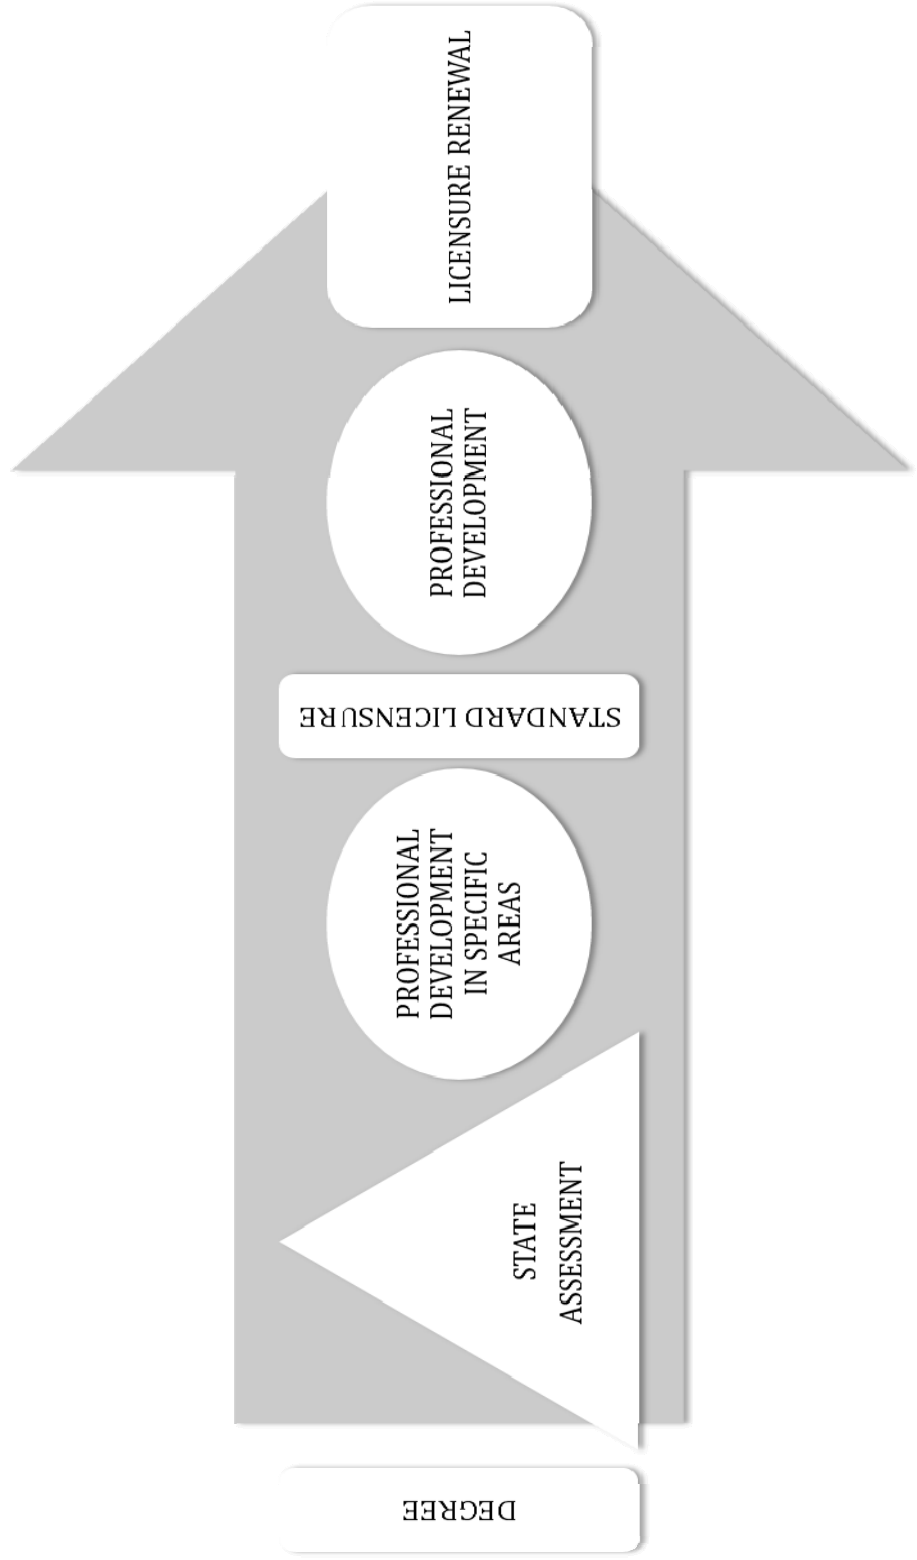 DEGREE
STATE
ASSESSMENT
PROFESSIONAL
DEVELOPMENT
IN SPECIFIC
AREAS
STANDARD LICENSURE
PROFESSIONAL
DEVELOPMENT
LICENSURE RENEWAL